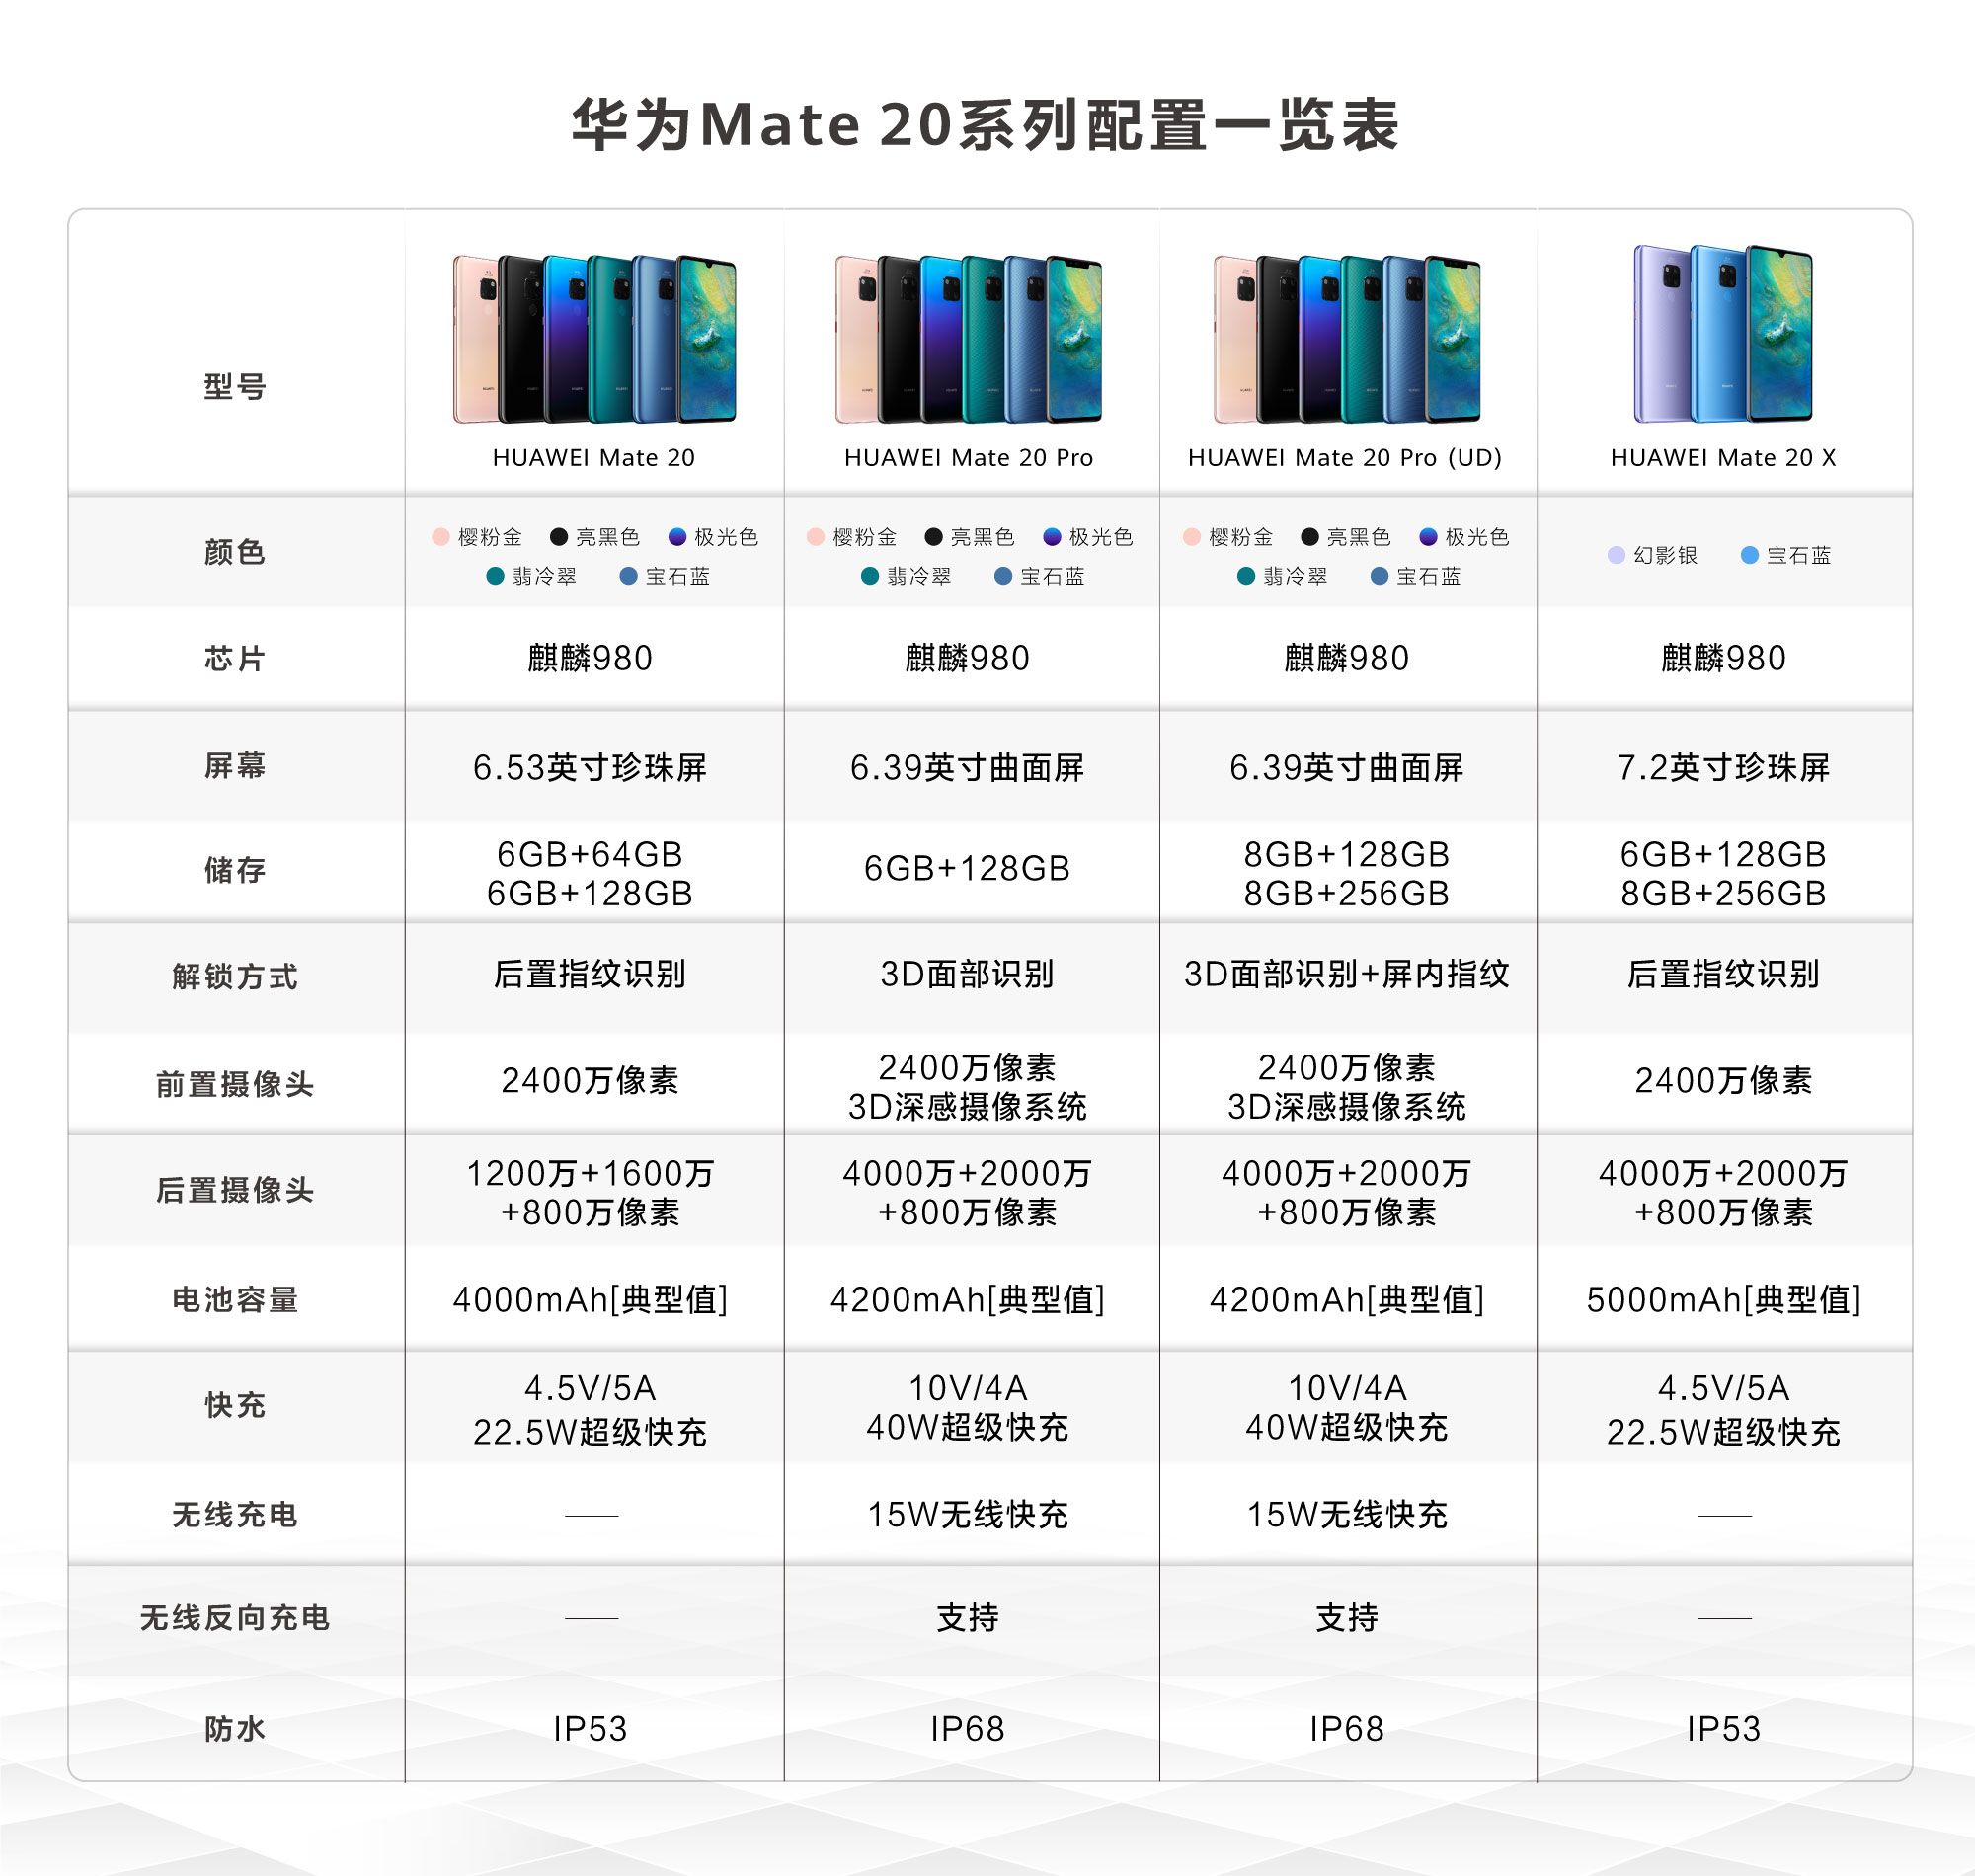 华为Mate 20系列配置一览表
型号
HUAWEI Mate 20
HUAWEI Mate 20 Pro
HUAWEI Mate 20 Pro (UD)
HUAWEI Mate 20 X
颜色
樱粉金 亮黑色 极光色
翡冷翠 宝石蓝
樱粉金 亮黑色 极光色
翡冷翠 宝石蓝
樱粉金 亮黑色 极光色
翡冷翠 宝石蓝
幻影银 宝石蓝
芯片
麒麟980
麒麟980
麒麟980
麒麟980
屏幕
6.53英寸珍珠屏
6.39英寸曲面屏
6.39英寸曲面屏
7.2英寸珍珠屏
储存
6GB+64GB
6GB+128GB
6GB+128GB
8GB+128GB
8GB+256GB
6GB+128GB
8GB+256GB
解锁方式
后置指纹识别
3D面部识别
3D面部识别+屏内指纹
后置指纹识别
前置摄像头
2400万像素
2400万像素
3D深感摄像系统
2400万像素
3D深感摄像系统
2400万像素
后置摄像头
1200万+1600万
+800万像素
4000万+2000万
+800万像素
4000万+2000万
+800万像素
4000万+2000万
+800万像素
电池容量
4000mAh[典型值]
4200mAh[典型值]
4200mAh[典型值]
5000mAh[典型值]
快充
4.5V/5A
22.5W超级快充
10V/4A
40W超级快充
10V/4A
40W超级快充
4.5V/5A
22.5W超级快充
无线充电
——
15W无线快充
15W无线快充
——
无线反向充电
——
支持
支持
——
防水
IP53
IP68
IP68
IP53